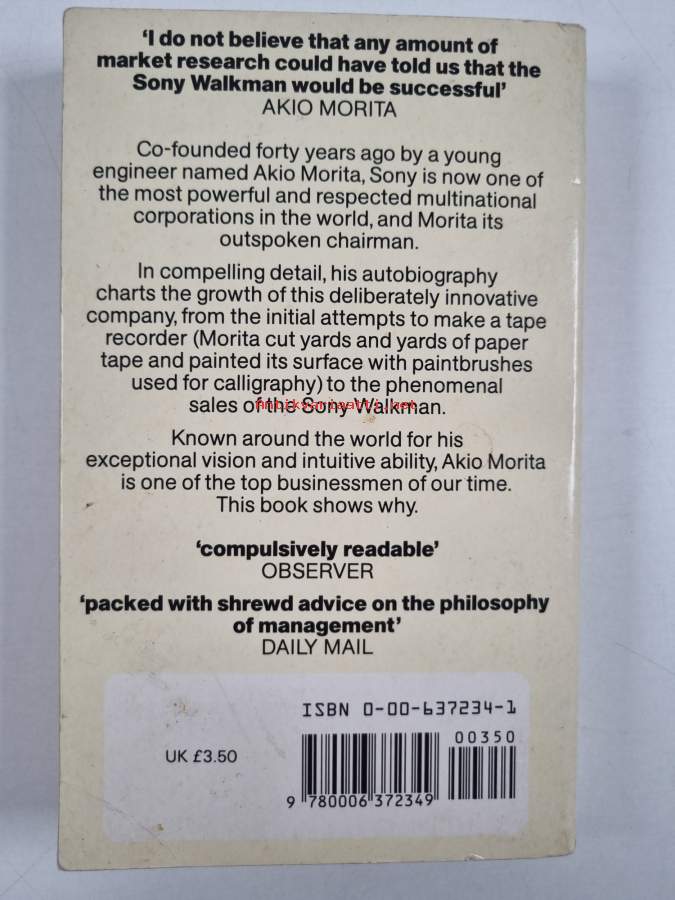 ‘I do not believe that any amount of
market research could have told us that the
Sony Walkman would be successful’
AKIO MORITA
Co-founded forty years ago by a young
engineer named Akio Morita, Sony is now one of
the most powerful and respected multinational
corporations in the world, and Morita its
outspoken chairman.
In compelling detail, his autobiography
charts the growth of this deliberately innovative
company, from the initial attempts to make a tape
recorder (Morita cut yards and yards of paper
tape and painted its surface with paintbrushes
used for calligraphy) to the phenomenal
sales of the Sony Walkman.
antikvariaatti.net
Known around the world for his
exceptional vision and intuitive ability, Akio Morita
is one of the top businessmen of our time.
This book shows why.
‘compulsively readable’
OBSERVER
‘packed with shrewd advice on the philosophy
of management’
DAILY MAIL
ISBN 0-00-637234-1
00350
UK £3.50
9 780006 372349